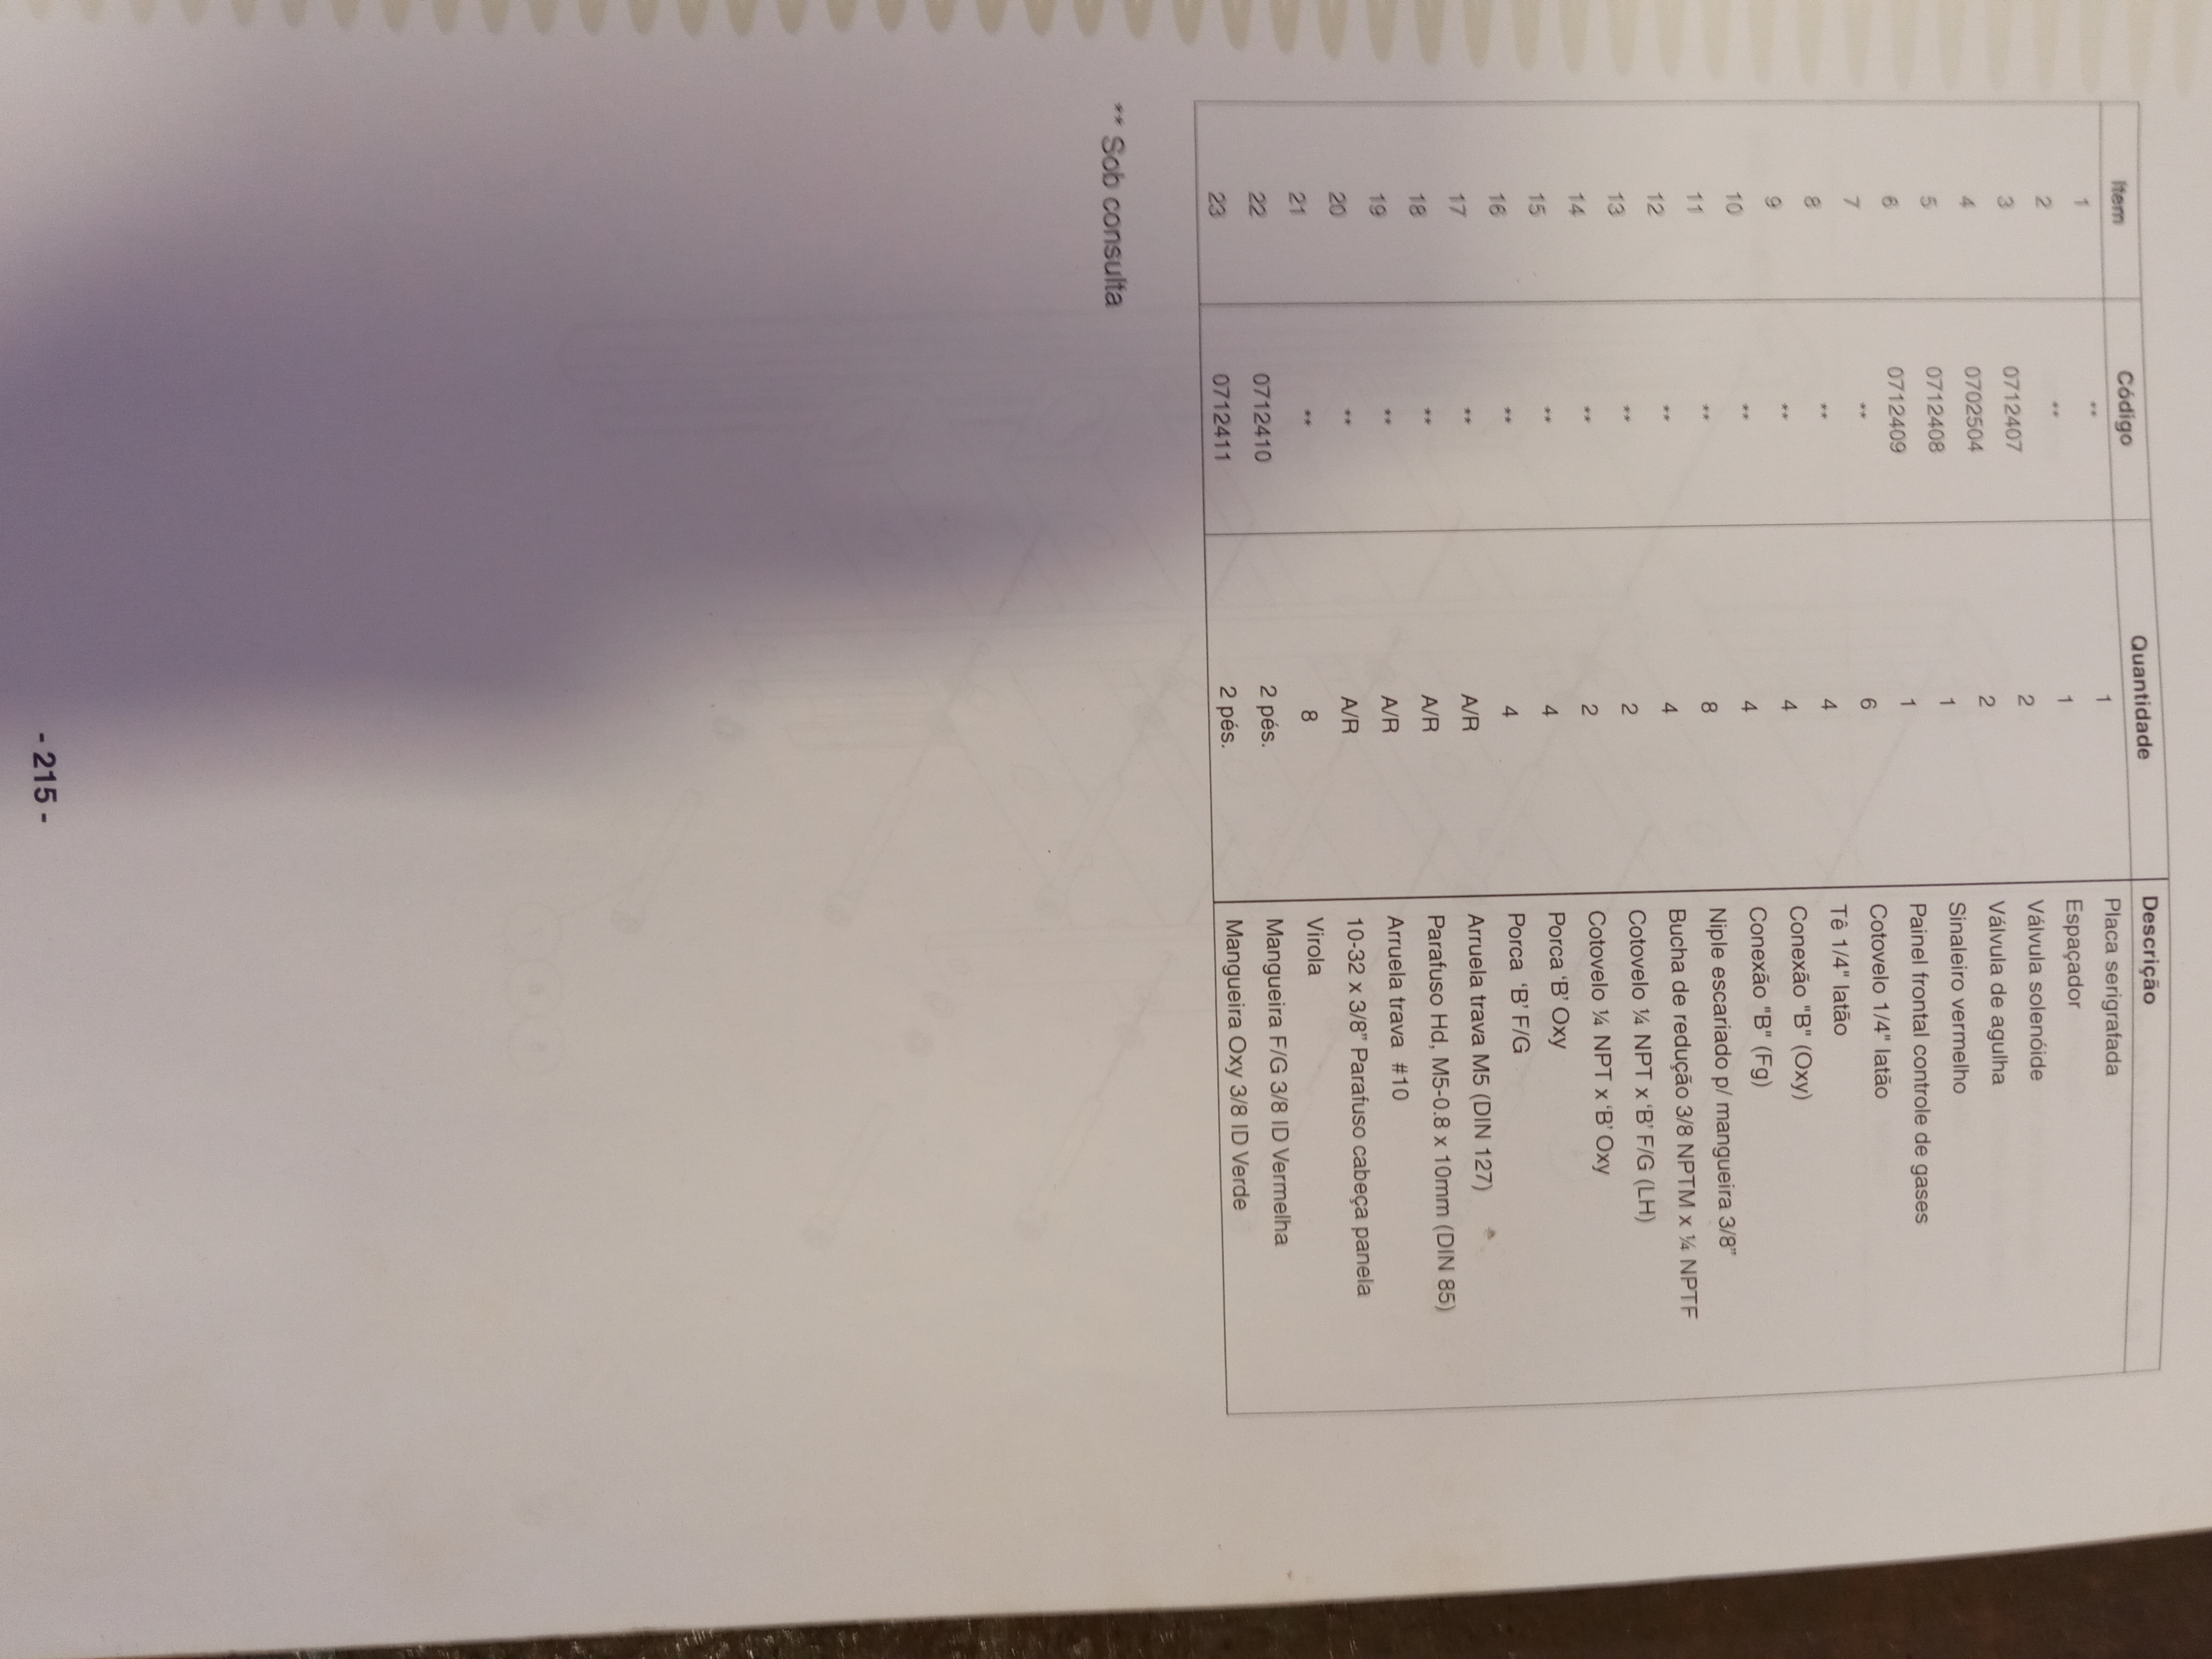 Item Código Quantidade Descrição
1 ** 1 Placa serigrafada
2 ** 1 Espaçador
3 0712407 2 Válvula solenóide
4 0702504 2 Válvula de agulha
5 0712408 1 Sinaleiro vermelho
6 0712409 1 Painel frontal controle de gases
7 ** 6 Cotovelo 1/4" latão
8 ** 4 Tê 1/4" latão
9 ** 4 Conexão "B" (Oxy)
10 ** 4 Conexão "B" (Fg)
11 ** 8 Niple escariado p/ mangueira 3/8”
12 ** 4 Bucha de redução 3/8 NPTM x ¼ NPTF
13 ** 2 Cotovelo ¼ NPT x ‘B’ F/G (LH)
14 ** 2 Cotovelo ¼ NPT x ‘B’ Oxy
15 ** 4 Porca ‘B’ Oxy
16 ** 4 Porca ‘B’ F/G
17 ** A/R Arruela trava M5 (DIN 127)
18 ** A/R Parafuso Hd, M5-0.8 x 10mm (DIN 85)
19 ** A/R Arruela trava #10
20 ** A/R 10-32 x 3/8” Parafuso cabeça panela
21 ** 8 Virola
22 0712410 2 pés. Mangueira F/G 3/8 ID Vermelha
23 0712411 2 pés. Mangueira Oxy 3/8 ID Verde
** Sob consulta
- 215 -